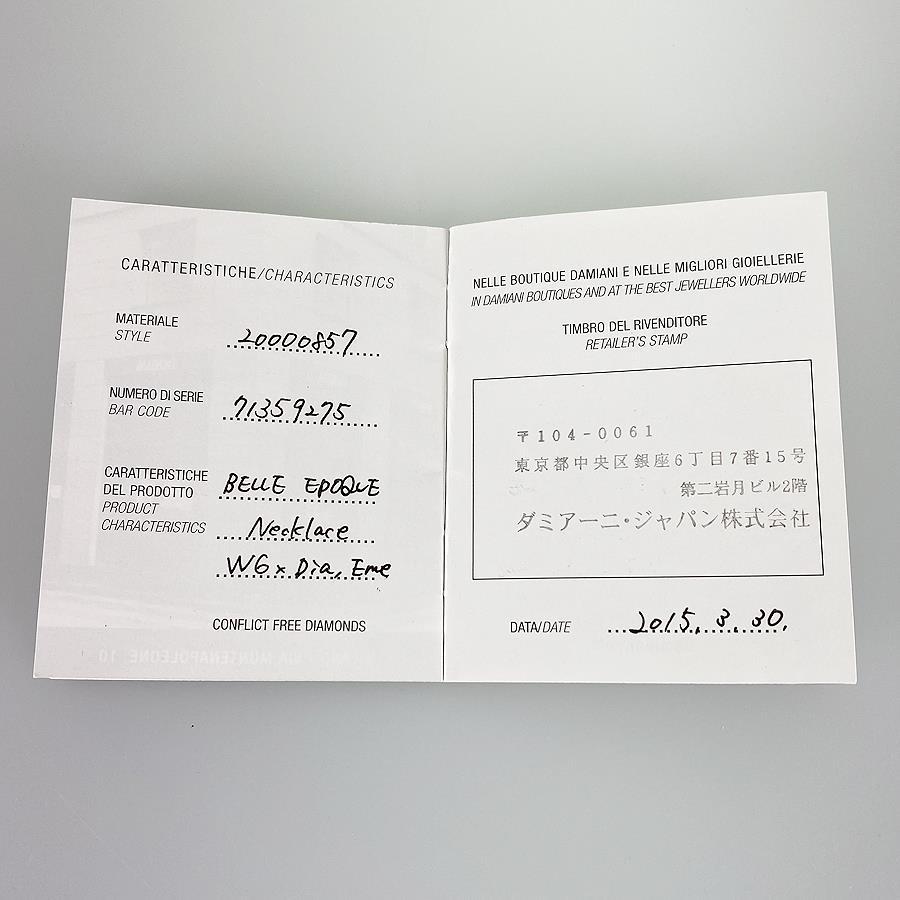 CARATTERISTICHE/CHARACTERISTICS
MATERIALE
STYLE
20000857
NUMERO DI SERIE
BAR CODE
71359275
CARATTERISTICHE
DEL PRODOTTO
PRODUCT
CHARACTERISTICS
BELLE EPOQUE
Necklace
WG x Dia, Eme
CONFLICT FREE DIAMONDS
NELLE BOUTIQUE DAMIANI E NELLE MIGLIORI GIOIELLERIE
IN DAMIANI BOUTIQUES AND AT THE BEST JEWELLERS WORLDWIDE
TIMBRO DEL RIVENDITORE
RETAILER'S STAMP
〒104-0061
東京都中央区銀座6丁目7番15号
第二岩月ビル2階
ダミアーニ・ジャパン株式会社
DATA/DATE 2015.3.30.